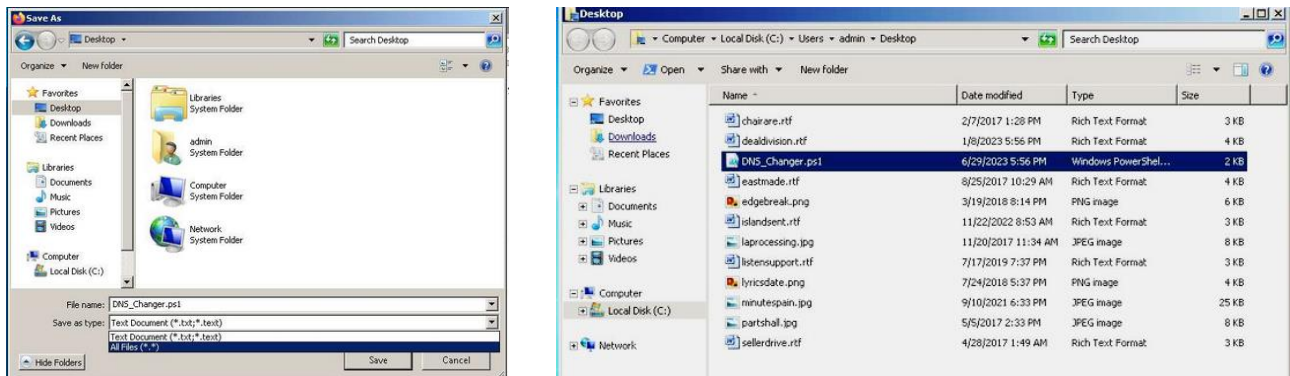 Save As
Desktop
Search Desktop
Organize New folder
Favorites
Desktop
Downloads
Recent Places
Libraries
Documents
Music
Pictures
Videos
Computer
Local Disk (C:)
Libraries
System Folder
admin
System Folder
Computer
System Folder
Network
System Folder
File name: DNS_Changer.ps1
Save as type: Text Document (*.txt;*.text)
Text Document (*.txt;*.text)
All Files (*.*)
Hide Folders Save Cancel
Desktop
Computer Local Disk (C:) Users admin Desktop
Search Desktop
Organize Open Share with New folder
Favorites
Desktop
Downloads
Recent Places
Libraries
Documents
Music
Pictures
Videos
Computer
Local Disk (C:)
Network
Name Date modified Type Size
chairare.rtf 2/7/2017 1:28 PM Rich Text Format 3 KB
dealdivision.rtf 1/8/2023 5:56 PM Rich Text Format 4 KB
DNS_Changer.ps1 6/29/2023 5:56 PM Windows PowerShel... 2 KB
eastmade.rtf 8/25/2017 10:29 AM Rich Text Format 4 KB
edgebreak.png 3/19/2018 8:14 PM PNG image 6 KB
islandsent.rtf 11/22/2022 8:53 AM Rich Text Format 3 KB
laprocessing.jpg 11/20/2017 11:34 AM JPEG image 8 KB
listensupport.rtf 7/17/2019 7:37 PM Rich Text Format 3 KB
lyricsdate.png 7/24/2018 5:37 PM PNG image 4 KB
minutespain.jpg 9/10/2021 6:33 PM JPEG image 25 KB
partshall.jpg 5/5/2017 2:33 PM JPEG image 8 KB
sellerdrive.rtf 4/28/2017 1:49 AM Rich Text Format 3 KB